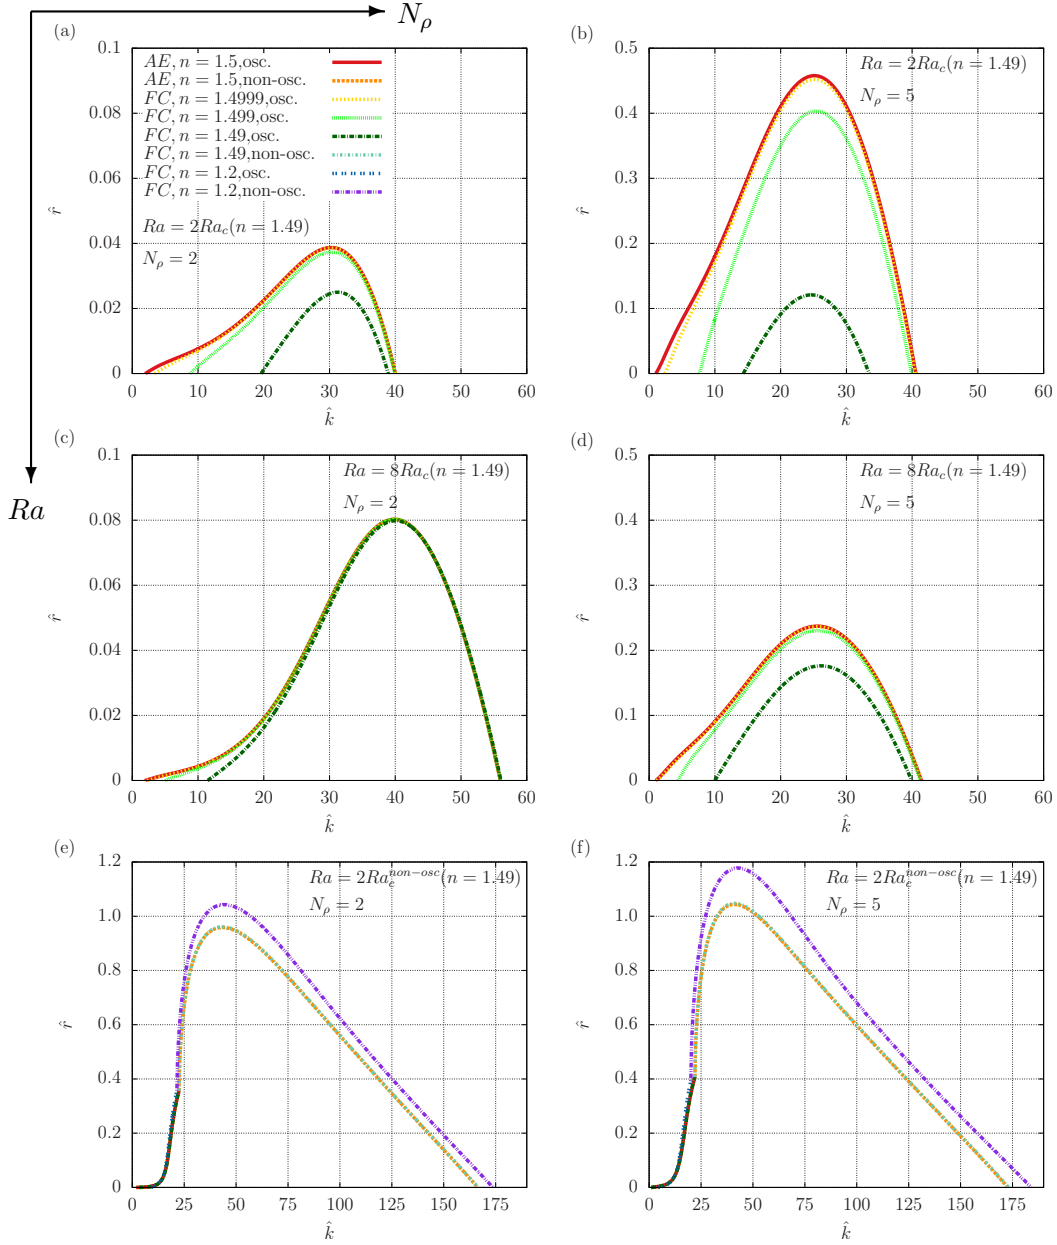 N_ρ
(a)
0.1
0.08
0.06
0.04
0.02
0
r̂
AE, n = 1.5,osc.
AE, n = 1.5,non-osc.
FC, n = 1.4999,osc.
FC, n = 1.499,osc.
FC, n = 1.49,osc.
FC, n = 1.49,non-osc.
FC, n = 1.2,osc.
FC, n = 1.2,non-osc.
Ra = 2Ra_c(n = 1.49)
N_ρ = 2
0 10 20 30 40 50 60
k̂
(b)
0.5
0.4
0.3
0.2
0.1
0
r̂
Ra = 2Ra_c(n = 1.49)
N_ρ = 5
0 10 20 30 40 50 60
k̂
Ra
(c)
0.1
0.08
0.06
0.04
0.02
0
r̂
Ra = 8Ra_c(n = 1.49)
N_ρ = 2
0 10 20 30 40 50 60
k̂
(d)
0.5
0.4
0.3
0.2
0.1
0
r̂
Ra = 8Ra_c(n = 1.49)
N_ρ = 5
0 10 20 30 40 50 60
k̂
(e)
1.2
1.0
0.8
0.6
0.4
0.2
0
r̂
Ra = 2Ra_c^{non-osc}(n = 1.49)
N_ρ = 2
0 25 50 75 100 125 150 175
k̂
(f)
1.2
1.0
0.8
0.6
0.4
0.2
0
r̂
Ra = 2Ra_c^{non-osc}(n = 1.49)
N_ρ = 5
0 25 50 75 100 125 150 175
k̂